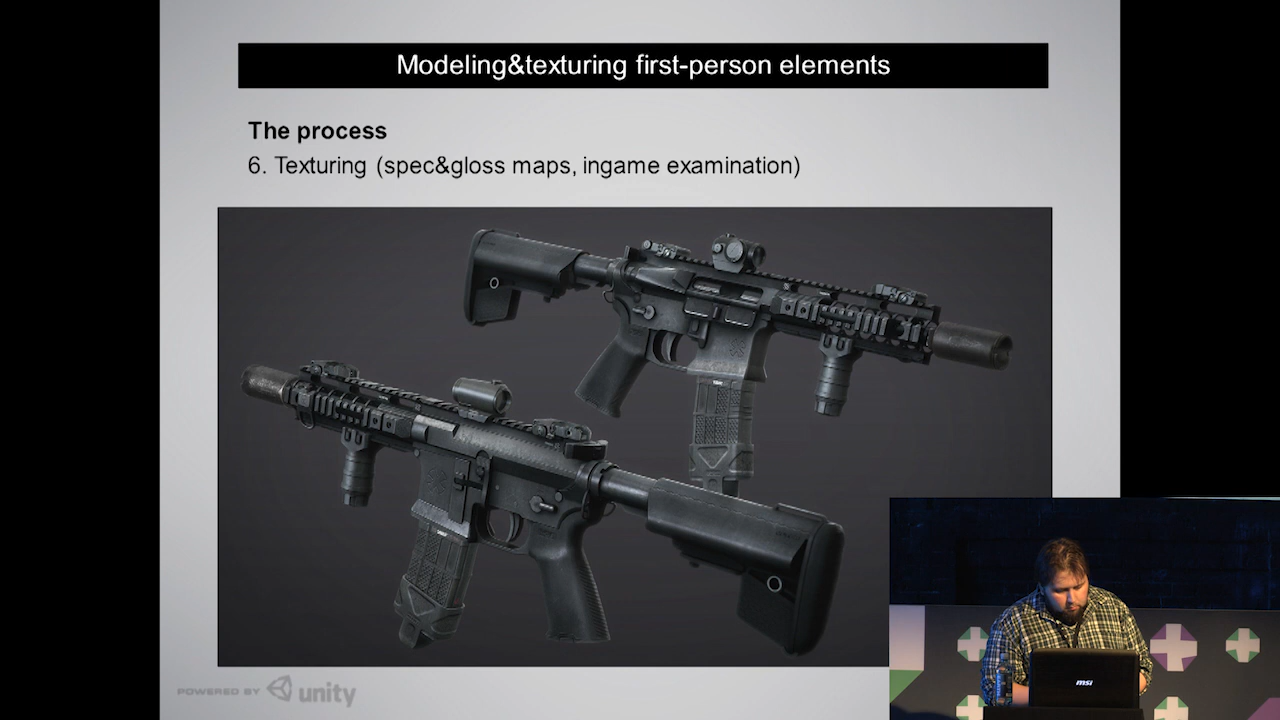 Modeling&texturing first-person elements
The process
6. Texturing (spec&gloss maps, ingame examination)
POWERED BY unity
msi